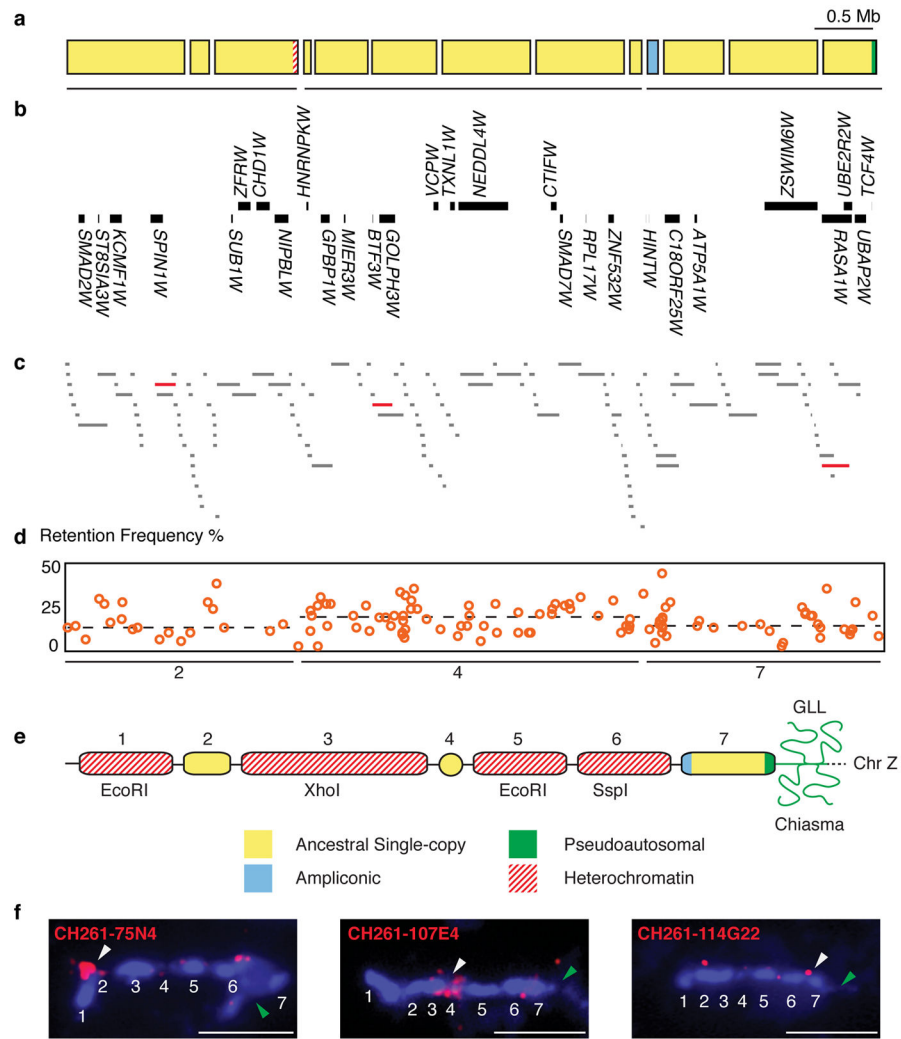 a
0.5 Mb
b
ZFRW
CHD1W
HNRNPKW
VCPW
TXNL1W
NEDDL4W
CTIFW
ZSWIM6W
UBE2R2W
TCF4W
SMAD2W
ST8SIA3W
KCMF1W
SPIN1W
SUB1W
NIPBLW
GPBP1W
MIER3W
BTF3W
GOLPH3W
SMAD7W
RPL17W
ZNF532W
HINTW
C18ORF25W
ATP5A1W
RASA1W
UBAP2W
c
d Retention Frequency %
50
25
0
2 4 7
e
1 2 3 4 5 6 7
GLL
Chr Z
EcoRI XhoI EcoRI SspI
Chiasma
Ancestral Single-copy
Pseudoautosomal
Ampliconic
Heterochromatin
f
CH261-75N4
1 2 3 4 5 6 7
CH261-107E4
1 2 3 4 5 6 7
CH261-114G22
1 2 3 4 5 6 7